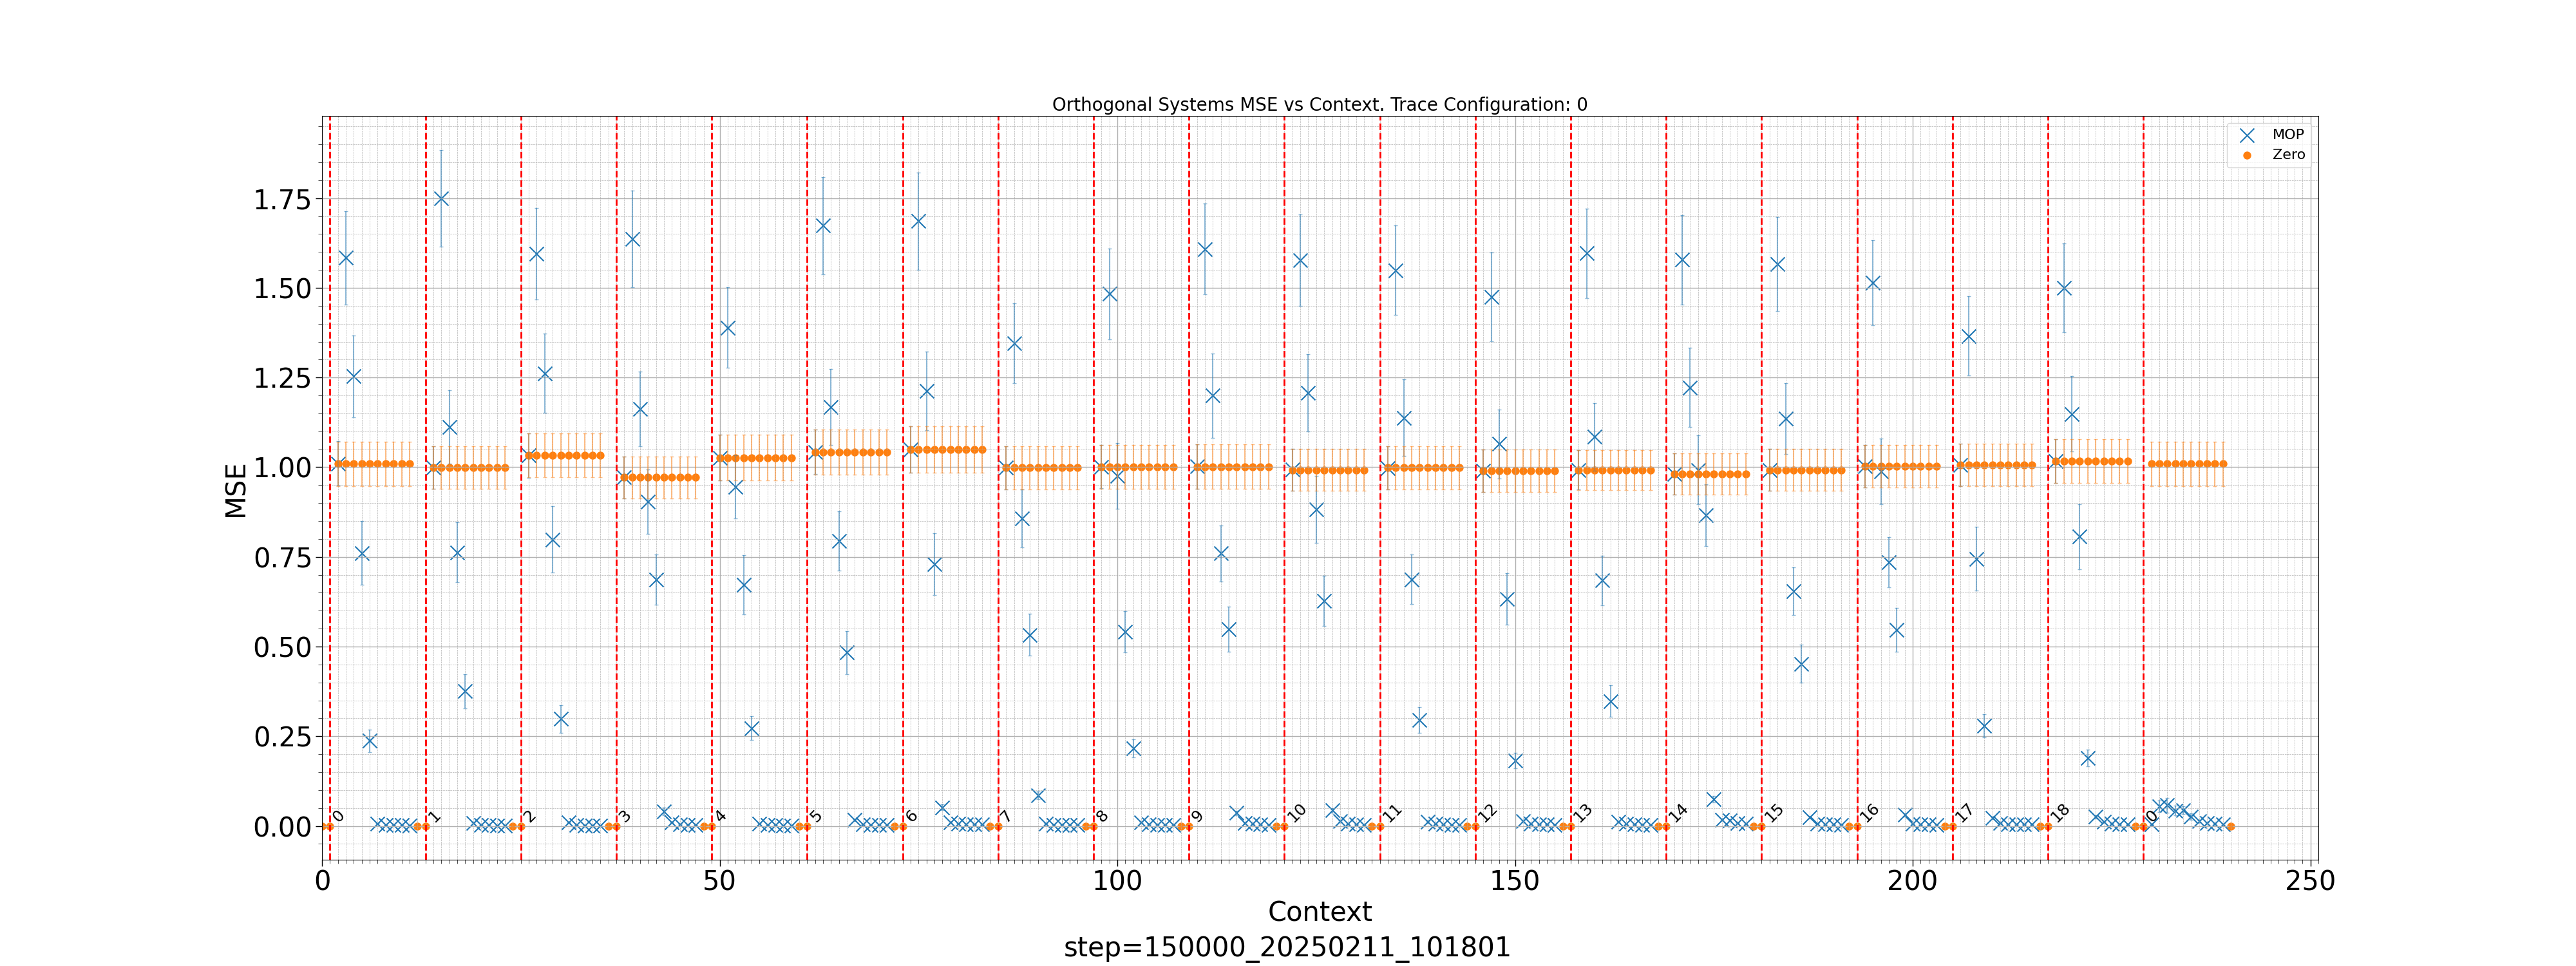 Orthogonal Systems MSE vs Context. Trace Configuration: 0
MOP
Zero
MSE
1.75
1.50
1.25
1.00
0.75
0.50
0.25
0.00
0 1 2 3 4 5 6 7 8 9 10 11 12 13 14 15 16 17 18 0
0 50 100 150 200 250
Context
step=150000_20250211_101801